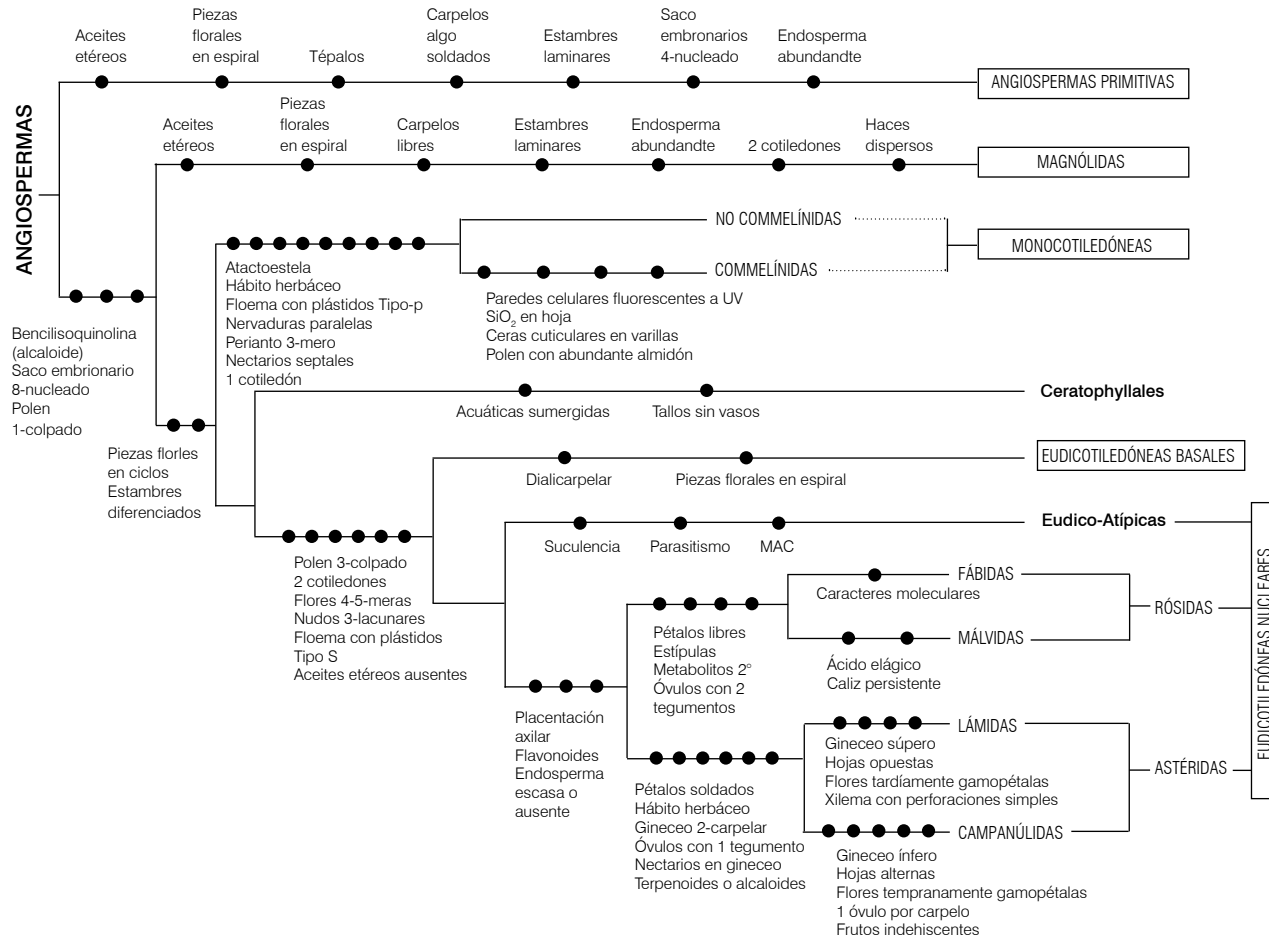 Aceites
etéreos
Piezas
florales
en espiral
Tépalos
Carpelos
algo
soldados
Estambres
laminares
Saco
embronarios
4-nucleado
Endosperma
abundandte
ANGIOSPERMAS PRIMITIVAS
ANGIOSPERMAS
Aceites
etéreos
Piezas
florales
en espiral
Carpelos
libres
Estambres
laminares
Endosperma
abundandte
2 cotiledones
Haces
dispersos
MAGNÓLIDAS
Bencilisoquinolina
(alcaloide)
Saco embrionario
8-nucleado
Polen
1-colpado
Atactoestela
Hábito herbáceo
Floema con plástidos Tipo-p
Nervaduras paralelas
Perianto 3-mero
Nectarios septales
1 cotiledón
NO COMMELÍNIDAS
COMMELÍNIDAS
MONOCOTILEDÓNEAS
Paredes celulares fluorescentes a UV
SiO2 en hoja
Ceras cuticulares en varillas
Polen con abundante almidón
Piezas florles
en ciclos
Estambres
diferenciados
Acuáticas sumergidas
Tallos sin vasos
Ceratophyllales
Dialicarpelar
Piezas florales en espiral
EUDICOTILEDÓNEAS BASALES
Polen 3-colpado
2 cotiledones
Flores 4-5-meras
Nudos 3-lacunares
Floema con plástidos
Tipo S
Aceites etéreos ausentes
Suculencia
Parasitismo
MAC
Eudico-Atípicas
Placentación
axilar
Flavonoides
Endosperma
escasa o
ausente
Pétalos libres
Estípulas
Metabolitos 2°
Óvulos con 2
tegumentos
FÁBIDAS
Caracteres moleculares
MÁLVIDAS
Ácido elágico
Caliz persistente
RÓSIDAS
Pétalos soldados
Hábito herbáceo
Gineceo 2-carpelar
Óvulos con 1 tegumento
Nectarios en gineceo
Terpenoides o alcaloides
LÁMIDAS
Gineceo súpero
Hojas opuestas
Flores tardíamente gamopétalas
Xilema con perforaciones simples
CAMPANÚLIDAS
Gineceo ínfero
Hojas alternas
Flores tempranamente gamopétalas
1 óvulo por carpelo
Frutos indehiscentes
ASTÉRIDAS
EUDICOTILEDÓNEAS NUCLEARES